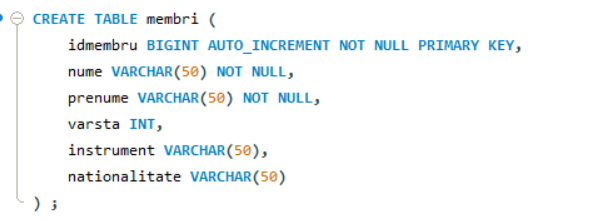 CREATE TABLE membri (
idmembru BIGINT AUTO_INCREMENT NOT NULL PRIMARY KEY,
nume VARCHAR(50) NOT NULL,
prenume VARCHAR(50) NOT NULL,
varsta INT,
instrument VARCHAR(50),
nationalitate VARCHAR(50)
) ;